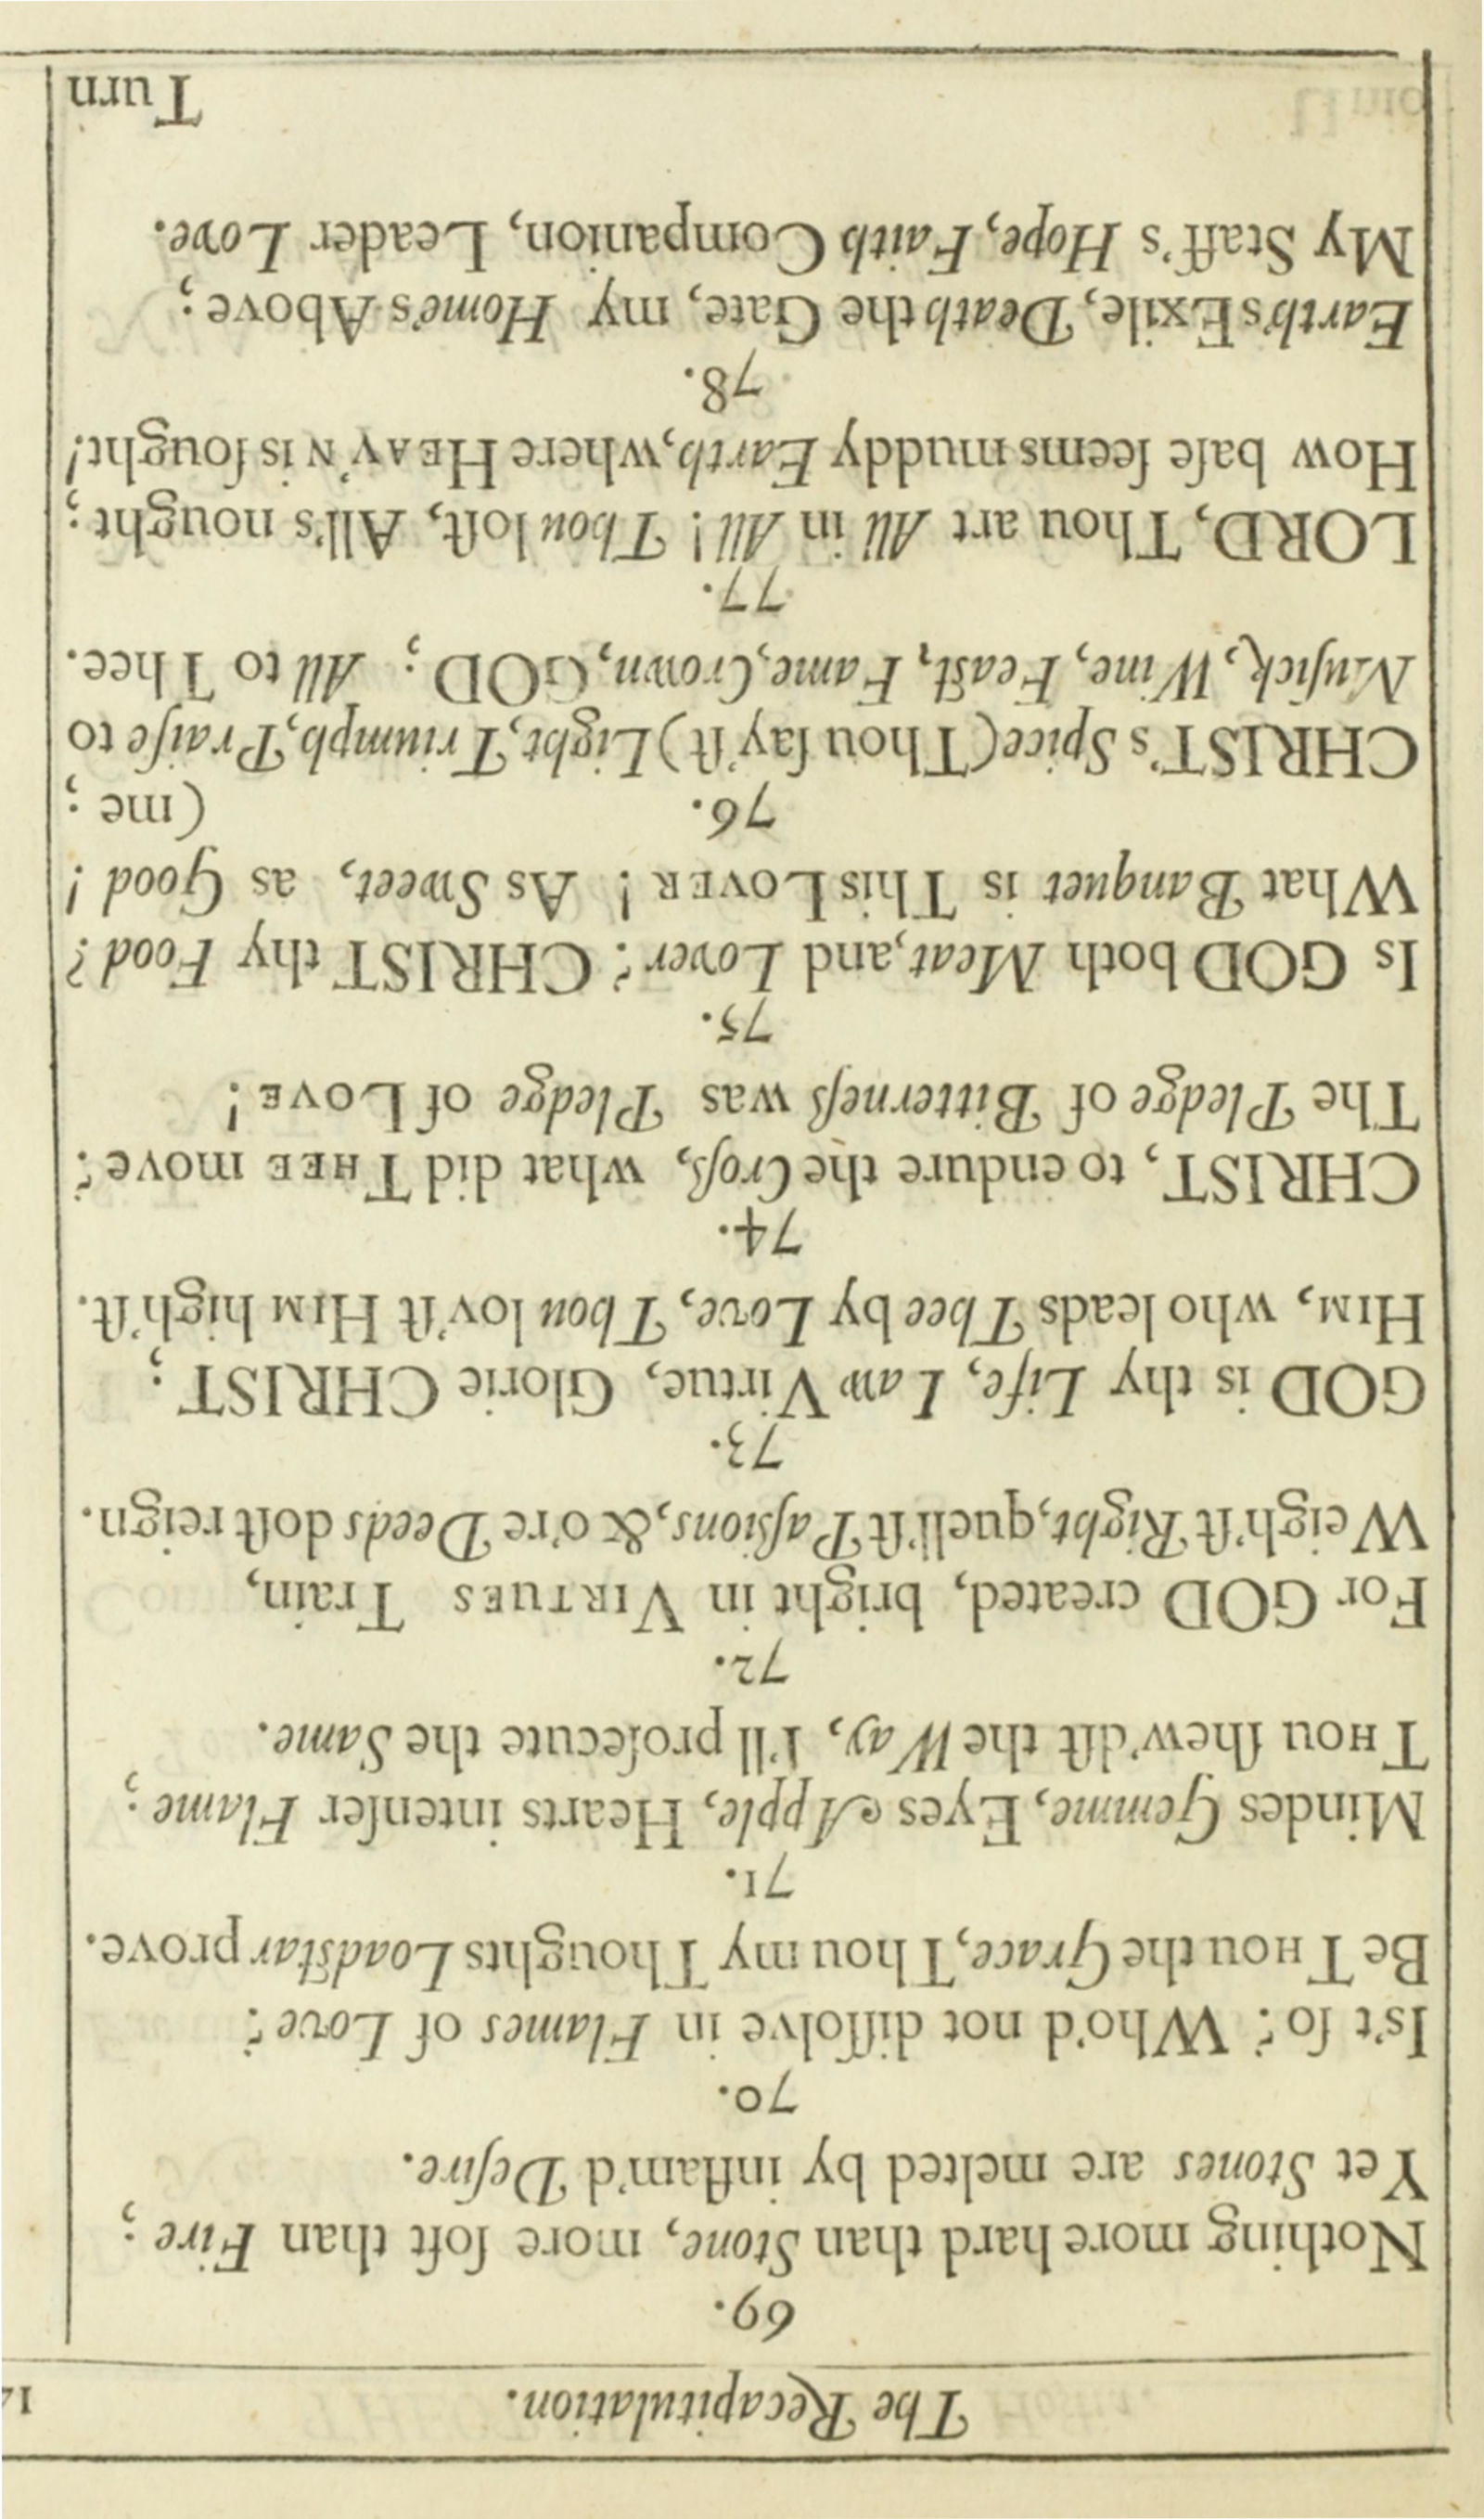 The Recapitulation.
69.
Nothing more hard than Stone, more ſoft than Fire;
Yet Stones are melted by inflam'd Deſire.
70.
Is't ſo? Who'd not diſſolve in Flames of Love?
Be THOU the Grace, Thou my Thoughts Loadſtar prove.
71.
Mindes Gemme, Eyes Apple, Hearts intenſer Flame;
THOU ſhew'dſt the Way, I'll proſecute the Same.
72.
For GOD created, bright in VIRTUES Train,
Weigh'ſt Right, quell'ſt Paſsions, & o're Deeds doſt reign.
73.
GOD is thy Life, Law Virtue, Glorie CHRIST;
HIM, who leads Thee by Love, Thou lov'ſt HIM high'ſt.
74.
CHRIST, to endure the Croſs, what did THEE move?
The Pledge of Bitterneſs was Pledge of LOVE!
75.
Is GOD both Meat, and Lover? CHRIST thy Food?
What Banquet is This LOVER! As Sweet, as Good!
76. (me;
CHRIST's Spice (Thou ſay'ſt) Light, Triumph, Praiſe to
Muſick, Wine, Feaſt, Fame, Crown, GOD; All to Thee.
77.
LORD, Thou art All in All! Thou loſt, All's nought;
How baſe ſeems muddy Earth, where HEAV'N is ſought!
78.
Earth's Exile, Death the Gate, my Home's Above;
My Staff's Hope, Faith Companion, Leader Love.
Turn